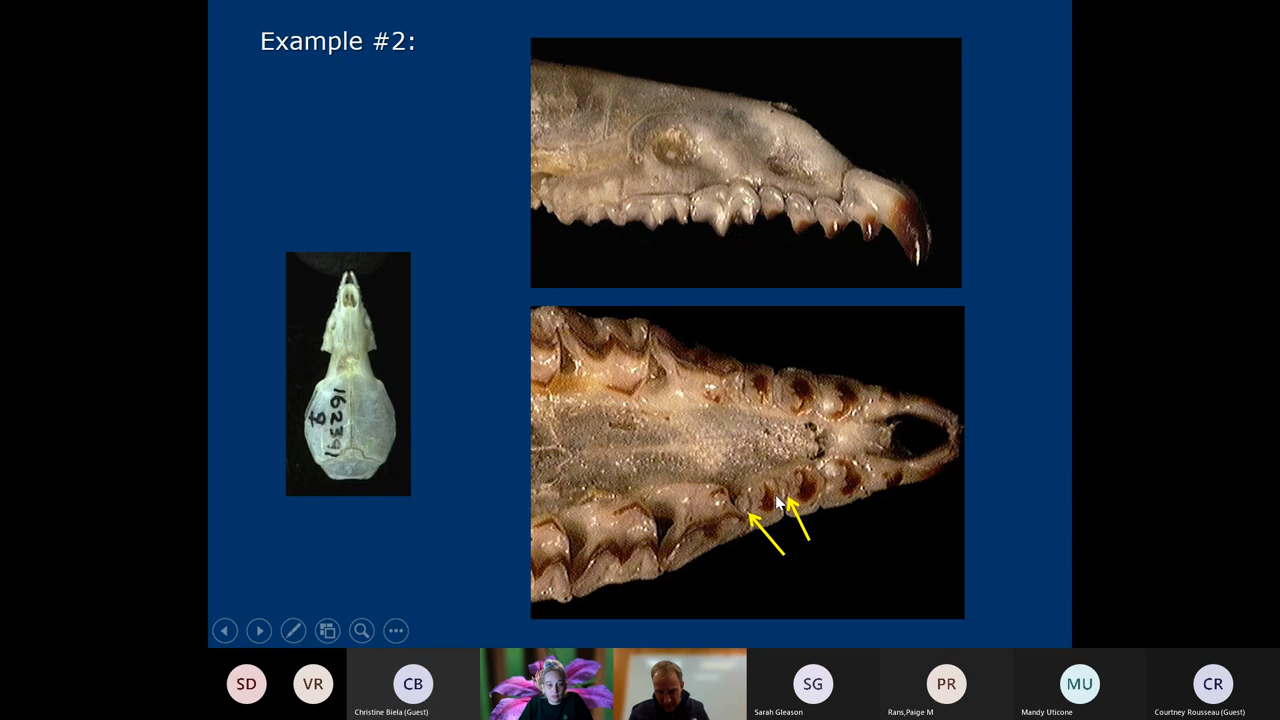 Example #2:
162391
♀
SD
VR
CB
Christine Biela (Guest)
SG
Sarah Gleason
PR
Rans,Paige M
MU
Mandy Uticone
CR
Courtney Rousseau (Guest)